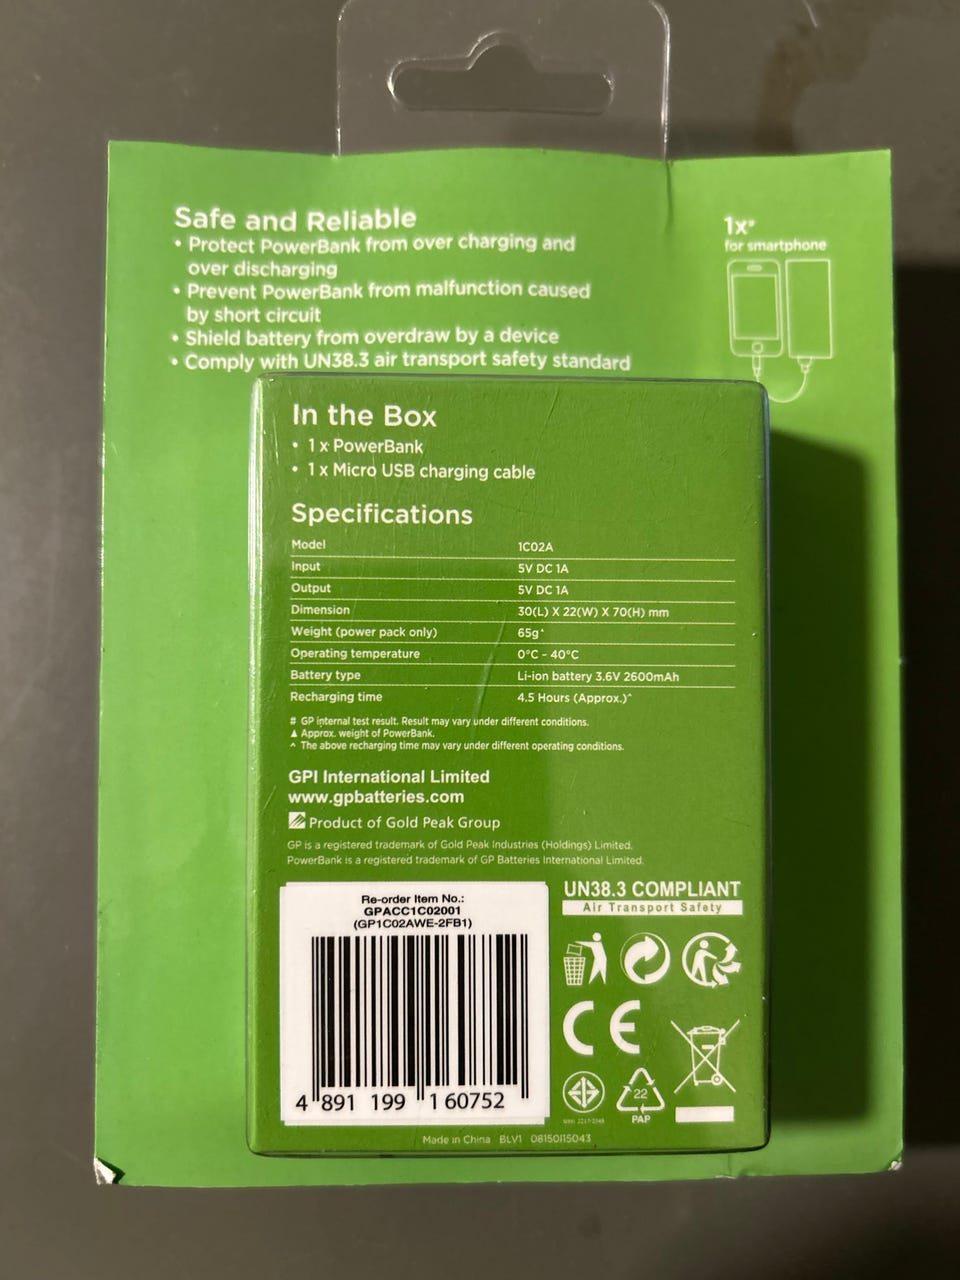 Safe and Reliable
• Protect PowerBank from over charging and
over discharging
• Prevent PowerBank from malfunction caused
by short circuit
• Shield battery from overdraw by a device
• Comply with UN38.3 air transport safety standard
1x#
for smartphone
In the Box
• 1 x PowerBank
• 1 x Micro USB charging cable
Specifications
Model 1C02A
Input 5V DC 1A
Output 5V DC 1A
Dimension 30(L) X 22(W) X 70(H) mm
Weight (power pack only) 65g▲
Operating temperature 0°C - 40°C
Battery type Li-ion battery 3.6V 2600mAh
Recharging time 4.5 Hours (Approx.)^
# GP internal test result. Result may vary under different conditions.
▲ Approx. weight of PowerBank.
^ The above recharging time may vary under different operating conditions.
GPI International Limited
www.gpbatteries.com
Product of Gold Peak Group
GP is a registered trademark of Gold Peak Industries (Holdings) Limited.
PowerBank is a registered trademark of GP Batteries International Limited.
Re-order Item No.:
GPACC1C02001
(GP1C02AWE-2FB1)
4 891199 160752
UN38.3 COMPLIANT
Air Transport Safety
CE
22
PAP
Made in China BLV1 08150115043